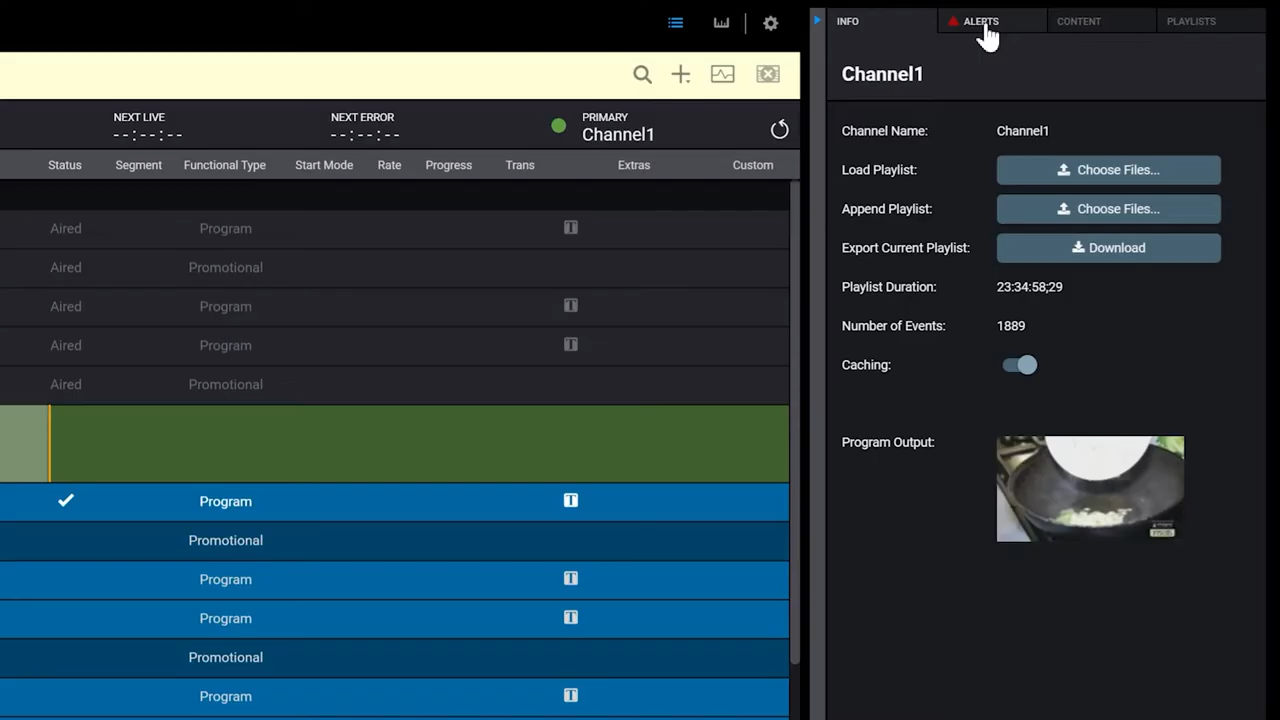 INFO ALERTS CONTENT PLAYLISTS
Channel1
NEXT LIVE NEXT ERROR PRIMARY
--:--:-- --:--:-- Channel1
Status Segment Functional Type Start Mode Rate Progress Trans Extras Custom
Aired Program T
Aired Promotional
Aired Program T
Aired Program T
Aired Promotional
Program T
Promotional
Program T
Program T
Promotional
Program T
Channel Name: Channel1
Load Playlist: Choose Files...
Append Playlist: Choose Files...
Export Current Playlist: Download
Playlist Duration: 23:34:58;29
Number of Events: 1889
Caching:
Program Output: